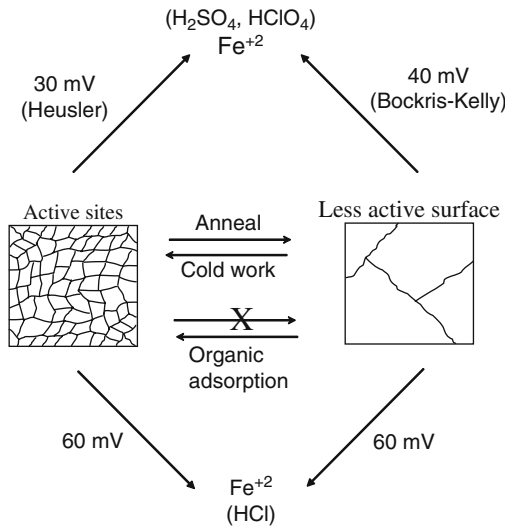 (H₂SO₄, HClO₄)
Fe⁺²
30 mV
(Heusler)
40 mV
(Bockris-Kelly)
Active sites
Less active surface
Anneal
Cold work
X
Organic
adsorption
60 mV
60 mV
Fe⁺²
(HCl)